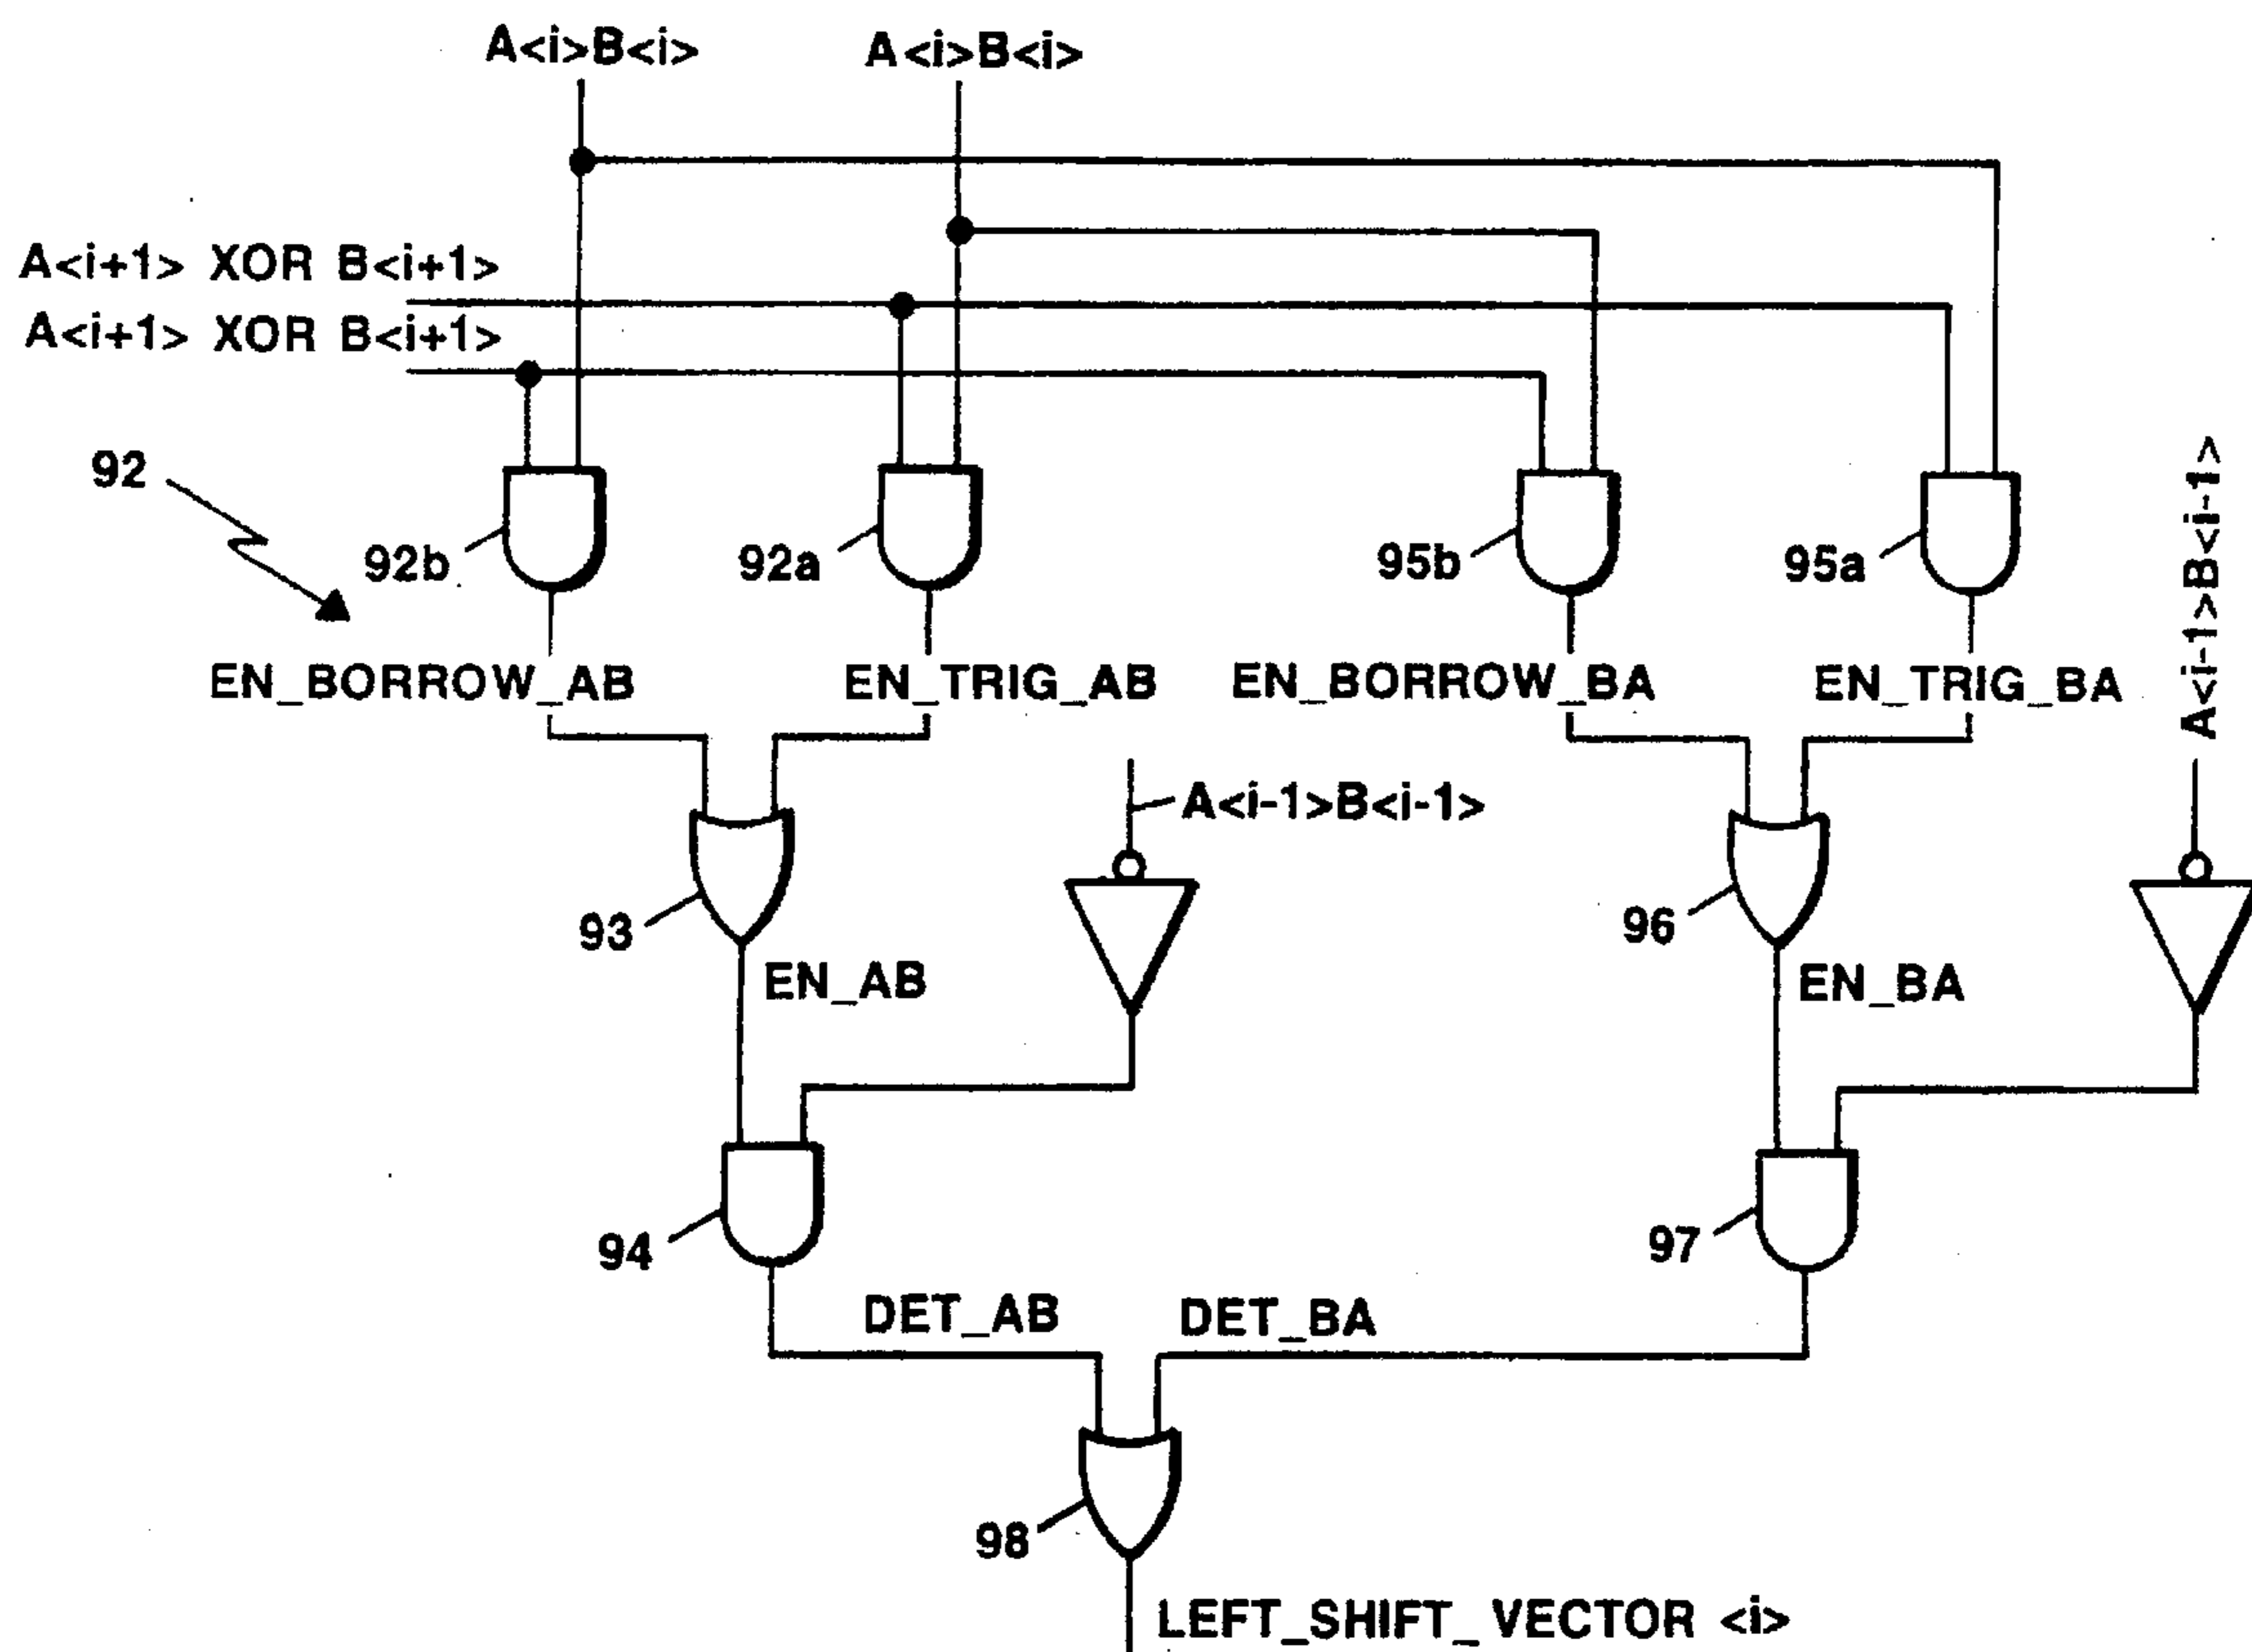 A<i>B<i>
A<i>B<i>
A<i+1> XOR B<i+1>
A<i+1> XOR B<i+1>
92
92b
92a
95b
95a
A<i-1>B<i-1>
EN_BORROW_AB
EN_TRIG_AB
EN_BORROW_BA
EN_TRIG_BA
A<i-1>B<i-1>
93
96
EN_AB
EN_BA
94
97
DET_AB
DET_BA
98
LEFT_SHIFT_VECTOR <i>